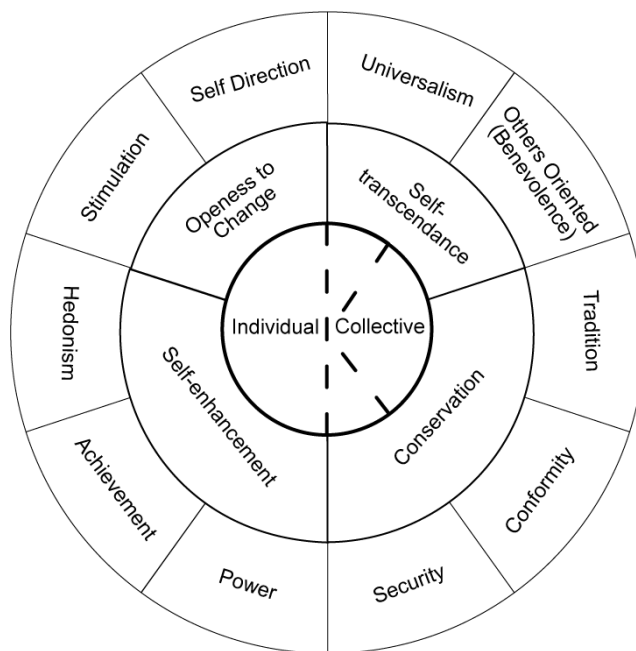 Self Direction
Universalism
Others Oriented
(Benevolence)
Stimulation
Openess to
Change
Self-
transcendance
Hedonism
Individual
Collective
Tradition
Self-enhancement
Conservation
Achievement
Conformity
Power
Security